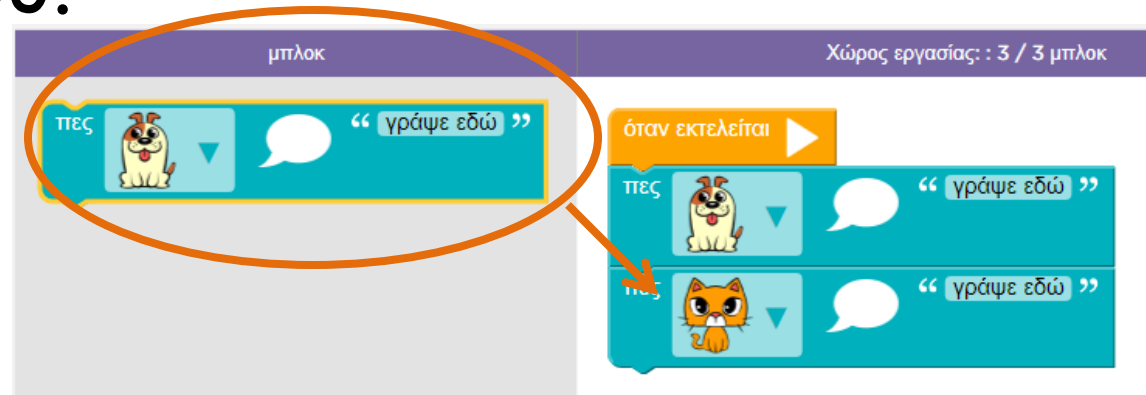 μπλοκ
Χώρος εργασίας: : 3 / 3 μπλοκ
πες “ γράψε εδώ ”
όταν εκτελείται
πες “ γράψε εδώ ”
πες “ γράψε εδώ ”